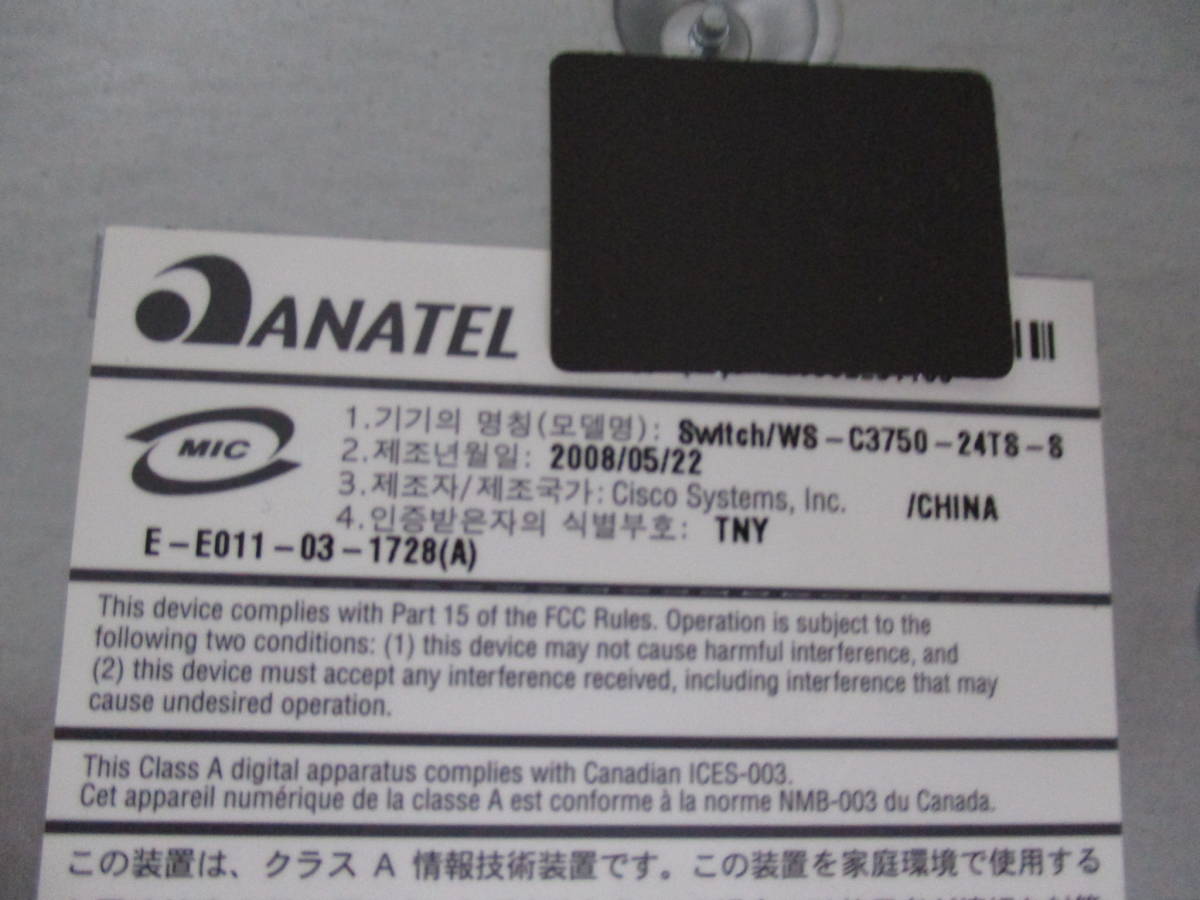 ANATEL
MIC
1.기기의 명칭(모델명): Switch/WS-C3750-24TS-S
2.제조년월일: 2008/05/22
3.제조자/제조국가: Cisco Systems, Inc. /CHINA
4.인증받은자의 식별부호: TNY
E-E011-03-1728(A)
This device complies with Part 15 of the FCC Rules. Operation is subject to the
following two conditions: (1) this device may not cause harmful interference, and
(2) this device must accept any interference received, including interference that may
cause undesired operation.
This Class A digital apparatus complies with Canadian ICES-003.
Cet appareil numérique de la classe A est conforme à la norme NMB-003 du Canada.
この装置は、クラス A 情報技術装置です。この装置を家庭環境で使用する